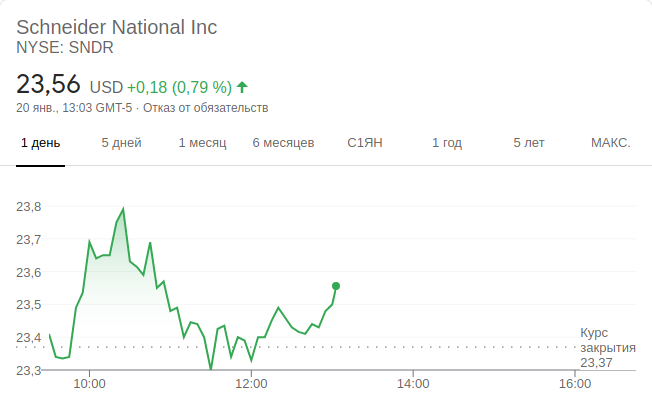 Schneider National Inc
NYSE: SNDR
23,56 USD +0,18 (0,79 %)
20 янв., 13:03 GMT-5 · Отказ от обязательств
1 день 5 дней 1 месяц 6 месяцев С1ЯН 1 год 5 лет МАКС.
23,8
23,7
23,6
23,5
23,4
23,3
Курс
закрытия
23,37
10:00 12:00 14:00 16:00